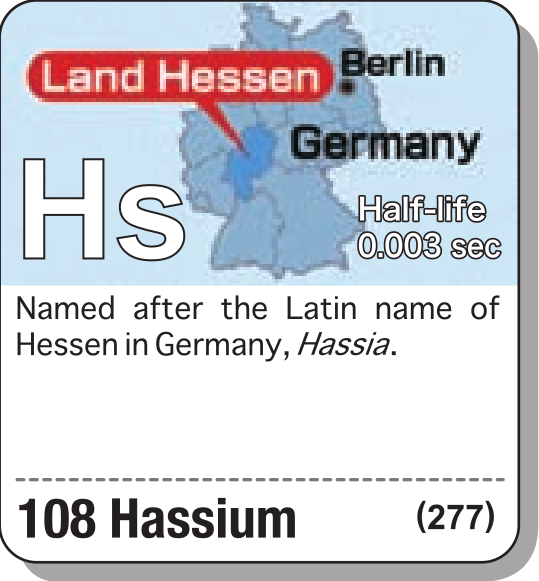 Land Hessen
Berlin
Germany
Hs
Half-life
0.003 sec
Named after the Latin name of
Hessen in Germany, Hassia.
108 Hassium (277)